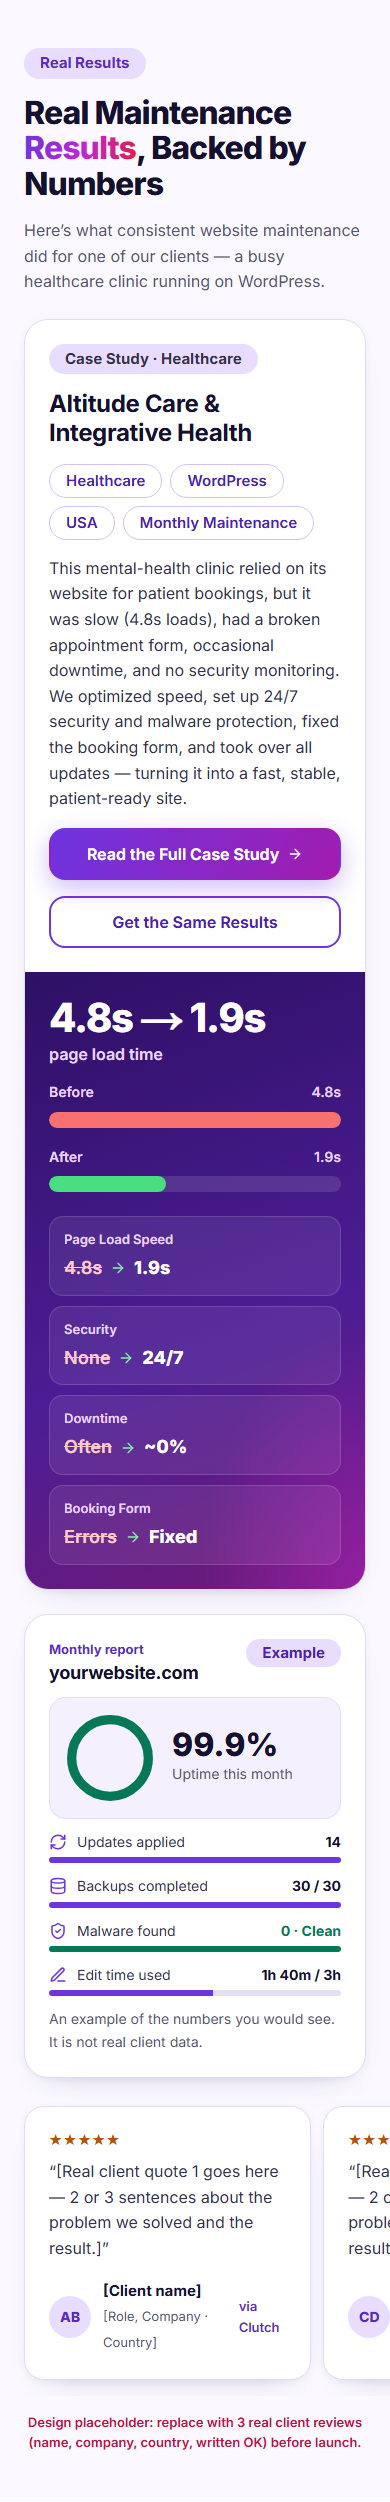 Real Results
Real Maintenance
Results, Backed by
Numbers
Here’s what consistent website maintenance
did for one of our clients — a busy
healthcare clinic running on WordPress.
Case Study · Healthcare
Altitude Care &
Integrative Health
Healthcare
WordPress
USA
Monthly Maintenance
This mental-health clinic relied on its
website for patient bookings, but it
was slow (4.8s loads), had a broken
appointment form, occasional
downtime, and no security monitoring.
We optimized speed, set up 24/7
security and malware protection, fixed
the booking form, and took over all
updates — turning it into a fast, stable,
patient-ready site.
Read the Full Case Study →
Get the Same Results
4.8s → 1.9s
page load time
Before 4.8s
After 1.9s
Page Load Speed
4.8s → 1.9s
Security
None → 24/7
Downtime
Often → ~0%
Booking Form
Errors → Fixed
Monthly report
yourwebsite.com
Example
99.9%
Uptime this month
Updates applied 14
Backups completed 30 / 30
Malware found 0 · Clean
Edit time used 1h 40m / 3h
An example of the numbers you would see.
It is not real client data.
★★★★★
“[Real client quote 1 goes here
— 2 or 3 sentences about the
problem we solved and the
result.]”
AB
[Client name]
[Role, Company ·
Country]
via
Clutch
★★★
“[Rea
— 2 o
proble
result
CD
Design placeholder: replace with 3 real client reviews
(name, company, country, written OK) before launch.